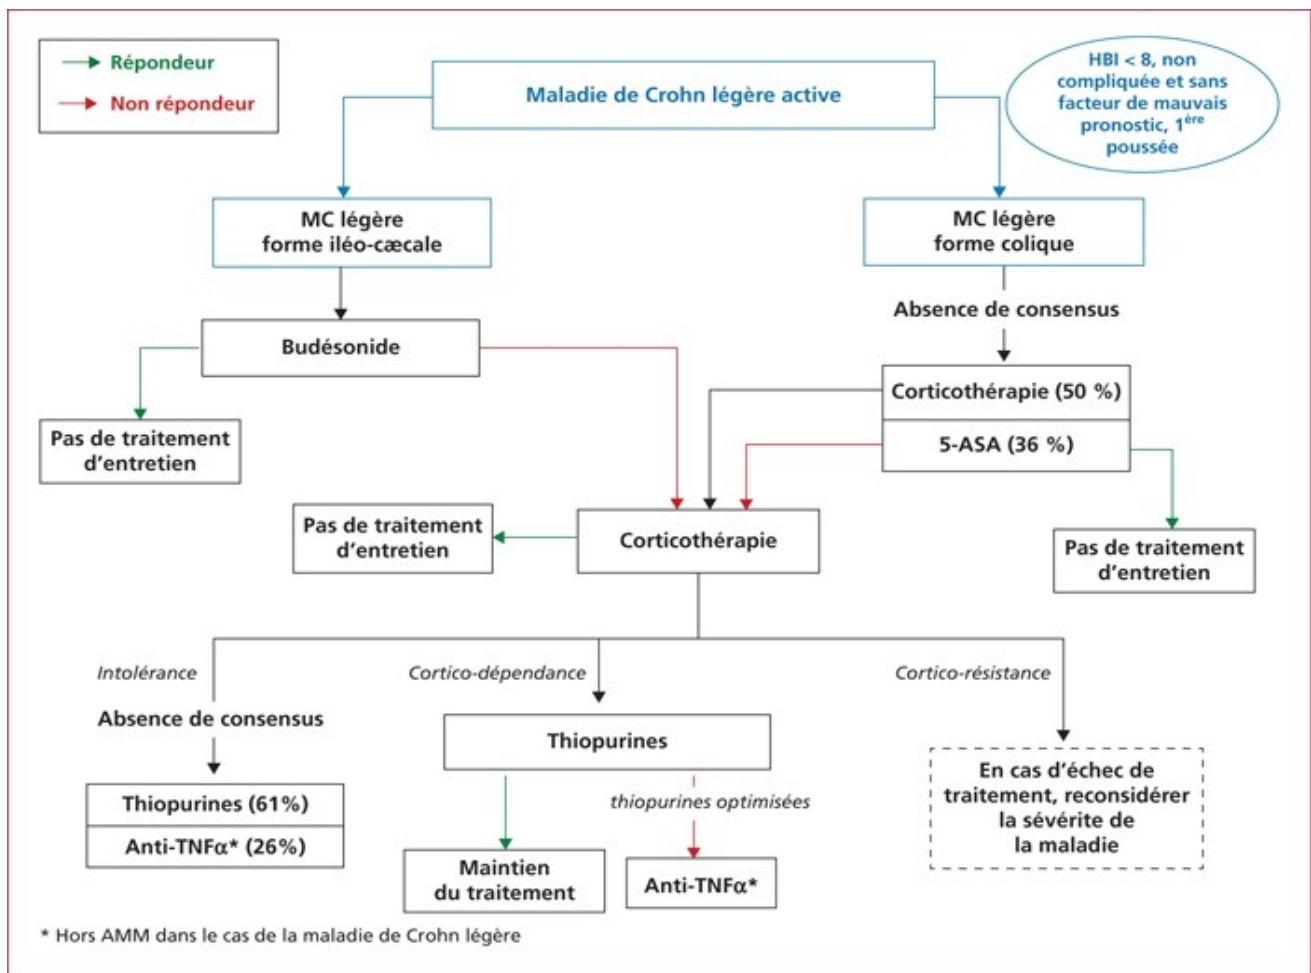 Répondeur
Non répondeur
Maladie de Crohn légère active
HBI < 8, non
compliquée et sans
facteur de mauvais
pronostic, 1ère
poussée
MC légère
forme iléo-cæcale
MC légère
forme colique
Absence de consensus
Budésonide
Corticothérapie (50 %)
5-ASA (36 %)
Pas de traitement
d'entretien
Pas de traitement
d'entretien
Corticothérapie
Pas de traitement
d'entretien
Intolérance
Cortico-dépendance
Cortico-résistance
Absence de consensus
Thiopurines
Thiopurines (61%)
Anti-TNFα* (26%)
thiopurines optimisées
En cas d'échec de
traitement, reconsidérer
la sévérite de
la maladie
Maintien
du traitement
Anti-TNFα*
* Hors AMM dans le cas de la maladie de Crohn légère